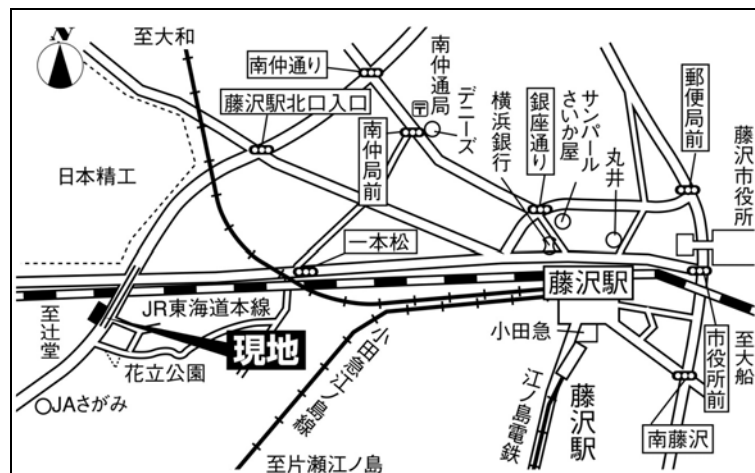 N
至大和
南仲通り
藤沢駅北口入口
南仲通局
デニーズ
南仲局前
横浜銀行
銀座通り
サンパール
さいか屋
丸井
郵便局前
藤沢市役所
日本精工
一本松
藤沢駅
JR東海道本線
至辻堂
現地
花立公園
JAさがみ
小田急江ノ島線
至片瀬江ノ島
小田急
江ノ島電鉄
藤沢駅
市役所前
至大船
南藤沢